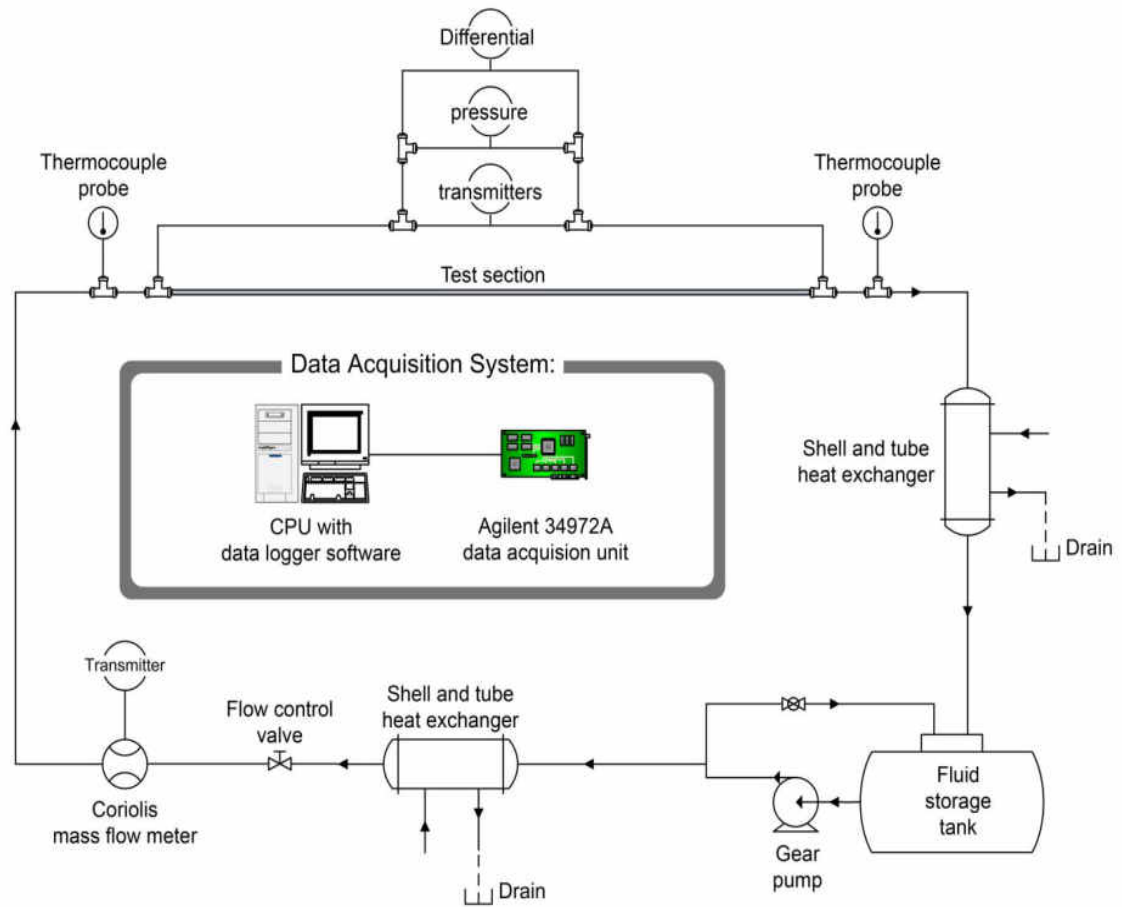 Differential
pressure
transmitters
Thermocouple
probe
Thermocouple
probe
Test section
Data Acquisition System:
CPU with
data logger software
Agilent 34972A
data acquision unit
Shell and tube
heat exchanger
Drain
Transmitter
Coriolis
mass flow meter
Flow control
valve
Shell and tube
heat exchanger
Drain
Gear
pump
Fluid
storage
tank